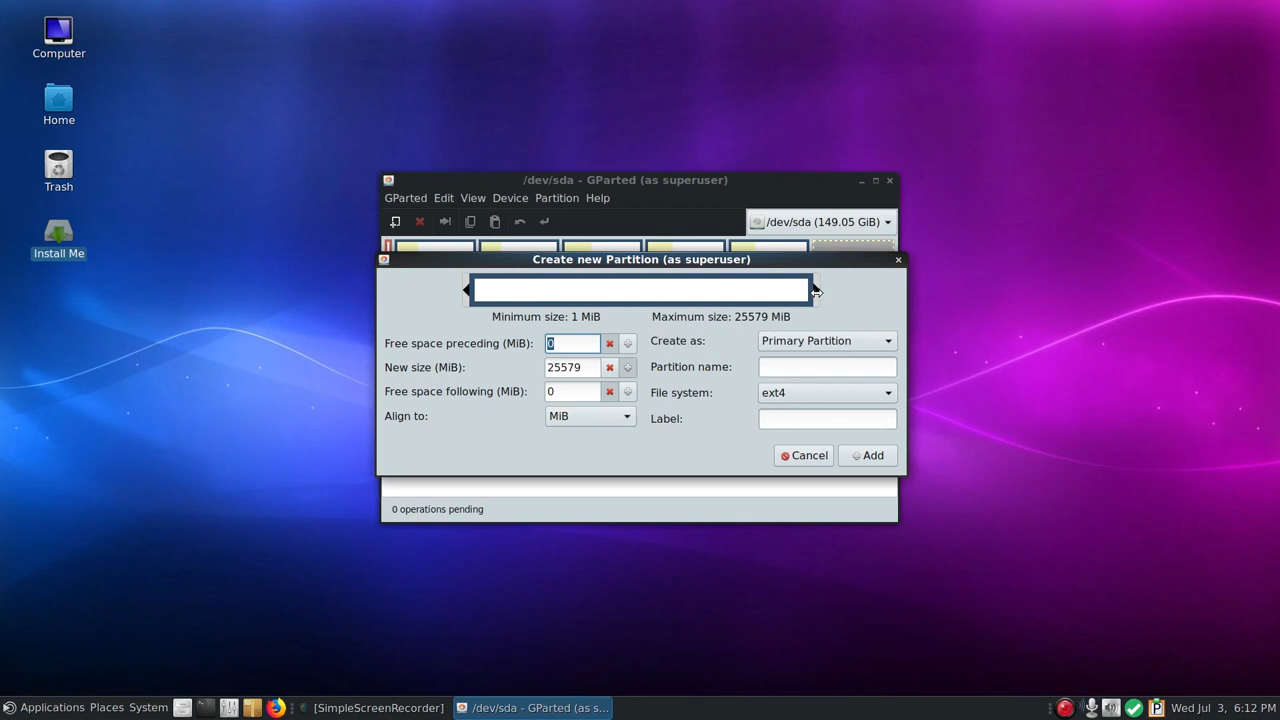 Computer
Home
Trash
Install Me
/dev/sda - GParted (as superuser)
GParted Edit View Device Partition Help
/dev/sda (149.05 GiB)
Create new Partition (as superuser)
Minimum size: 1 MiB Maximum size: 25579 MiB
Free space preceding (MiB): 0 Create as: Primary Partition
New size (MiB): 25579 Partition name:
Free space following (MiB): 0 File system: ext4
Align to: MiB Label:
Cancel Add
0 operations pending
Applications Places System [SimpleScreenRecorder] /dev/sda - GParted (as s... Wed Jul 3, 6:12 PM